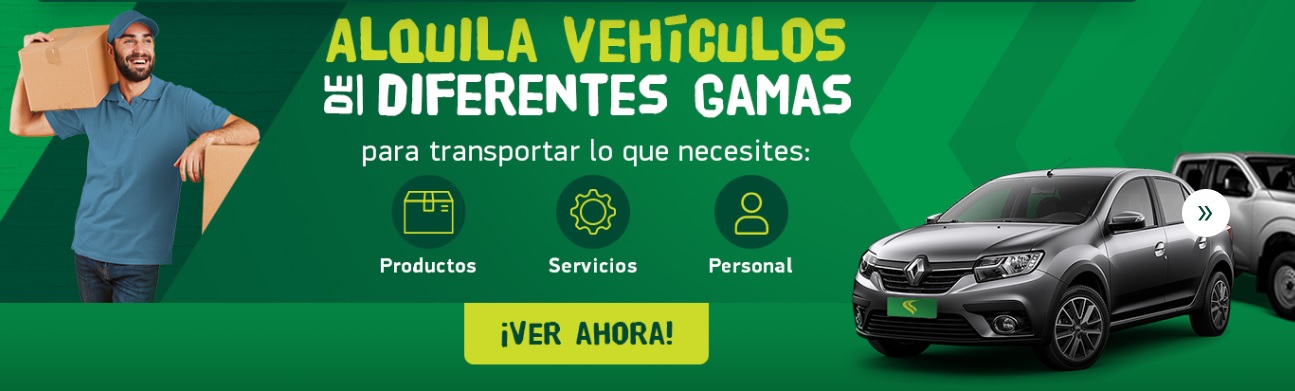 ALQUILA VEHÍCULOS
DE DIFERENTES GAMAS
para transportar lo que necesites:
Productos Servicios Personal
¡VER AHORA!